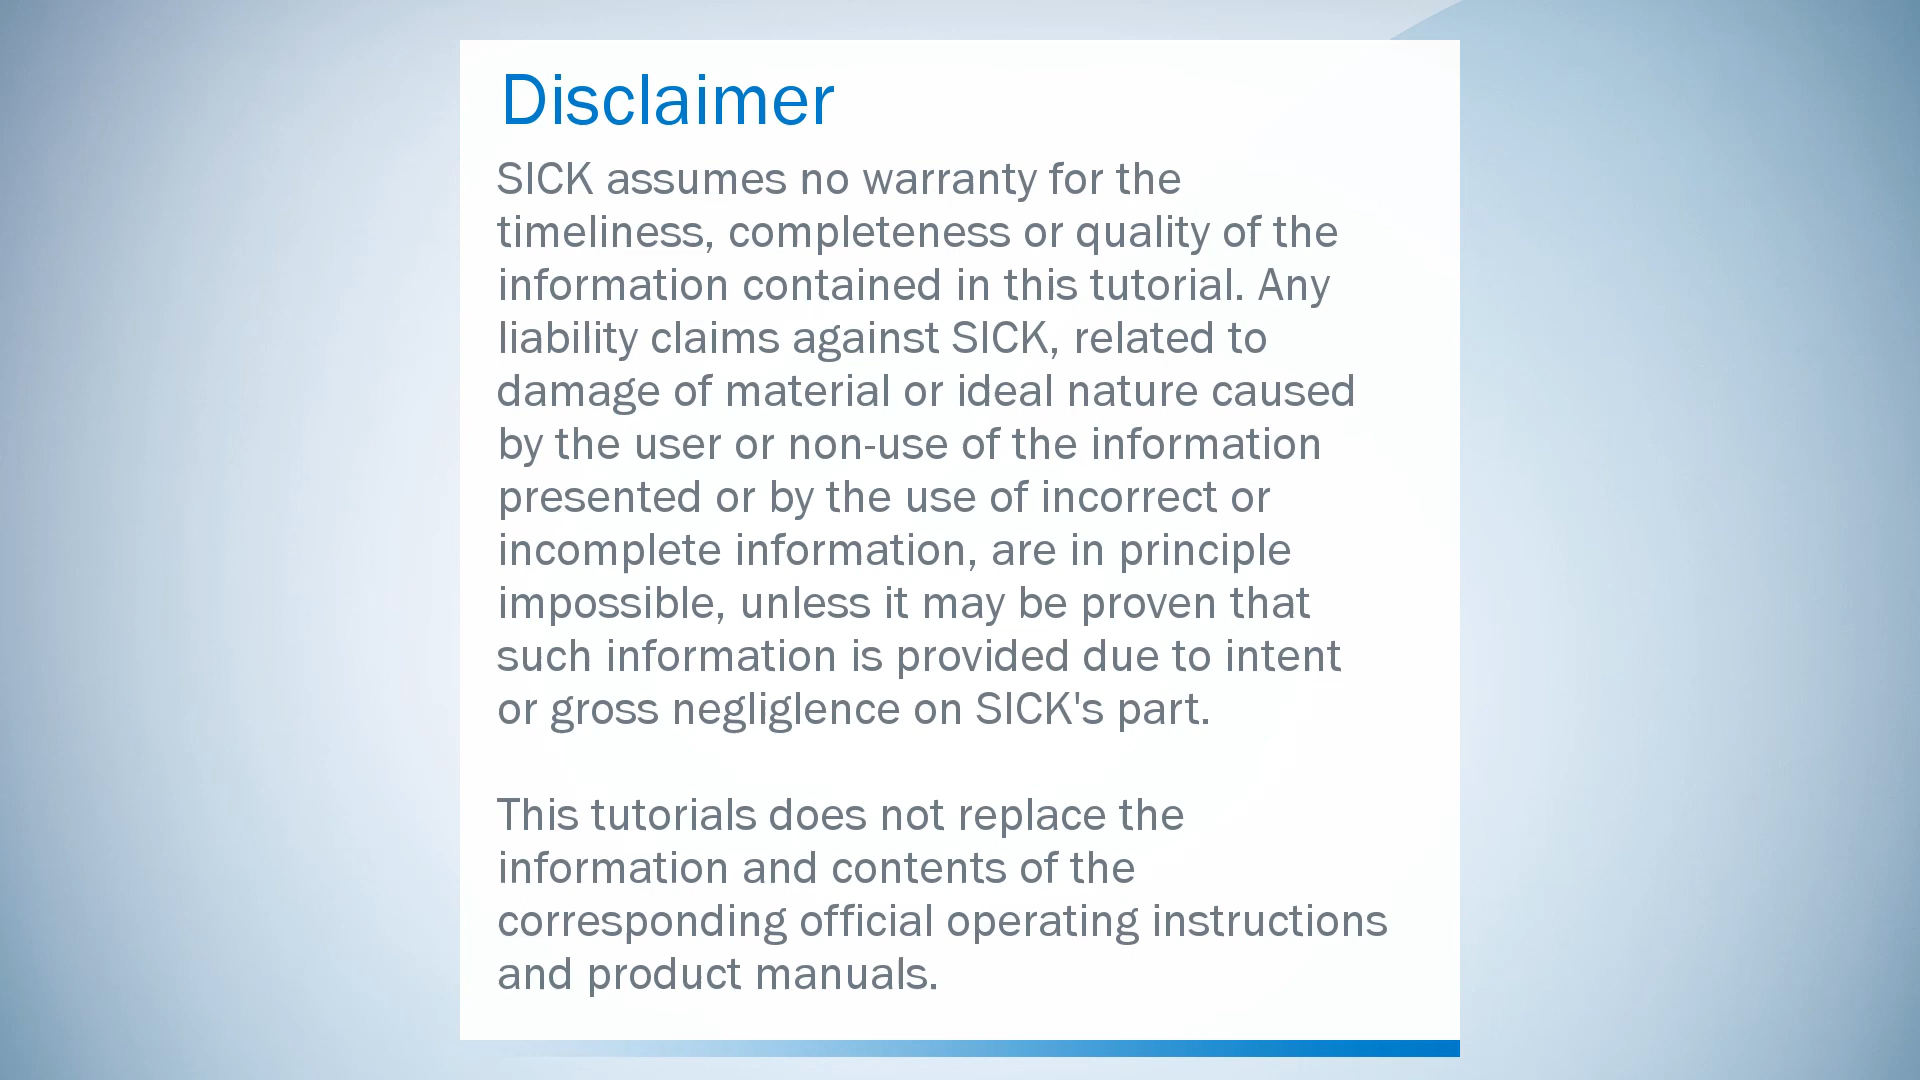 Disclaimer
SICK assumes no warranty for the
timeliness, completeness or quality of the
information contained in this tutorial. Any
liability claims against SICK, related to
damage of material or ideal nature caused
by the user or non-use of the information
presented or by the use of incorrect or
incomplete information, are in principle
impossible, unless it may be proven that
such information is provided due to intent
or gross negliglence on SICK's part.
This tutorials does not replace the
information and contents of the
corresponding official operating instructions
and product manuals.